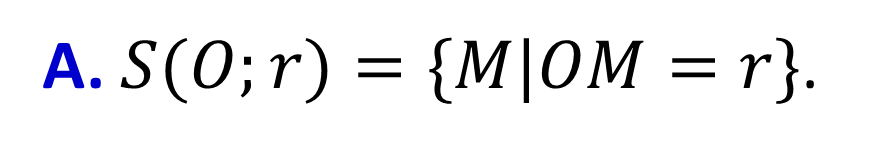 A. S(O; r) = {M|OM = r}.